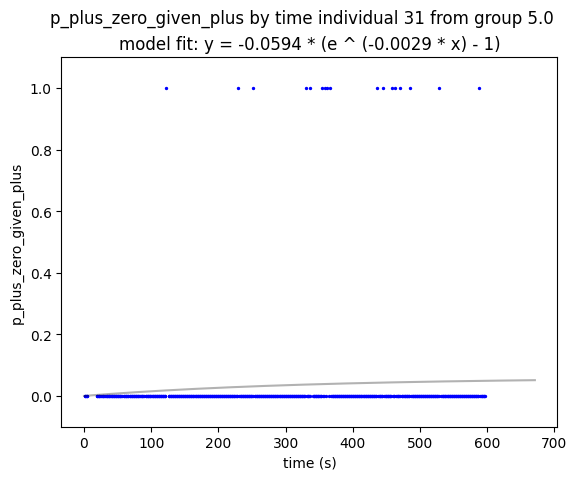 p_plus_zero_given_plus by time individual 31 from group 5.0
model fit: y = -0.0594 * (e ^ (-0.0029 * x) - 1)
1.0
0.8
0.6
0.4
0.2
0.0
p_plus_zero_given_plus
0 100 200 300 400 500 600 700
time (s)